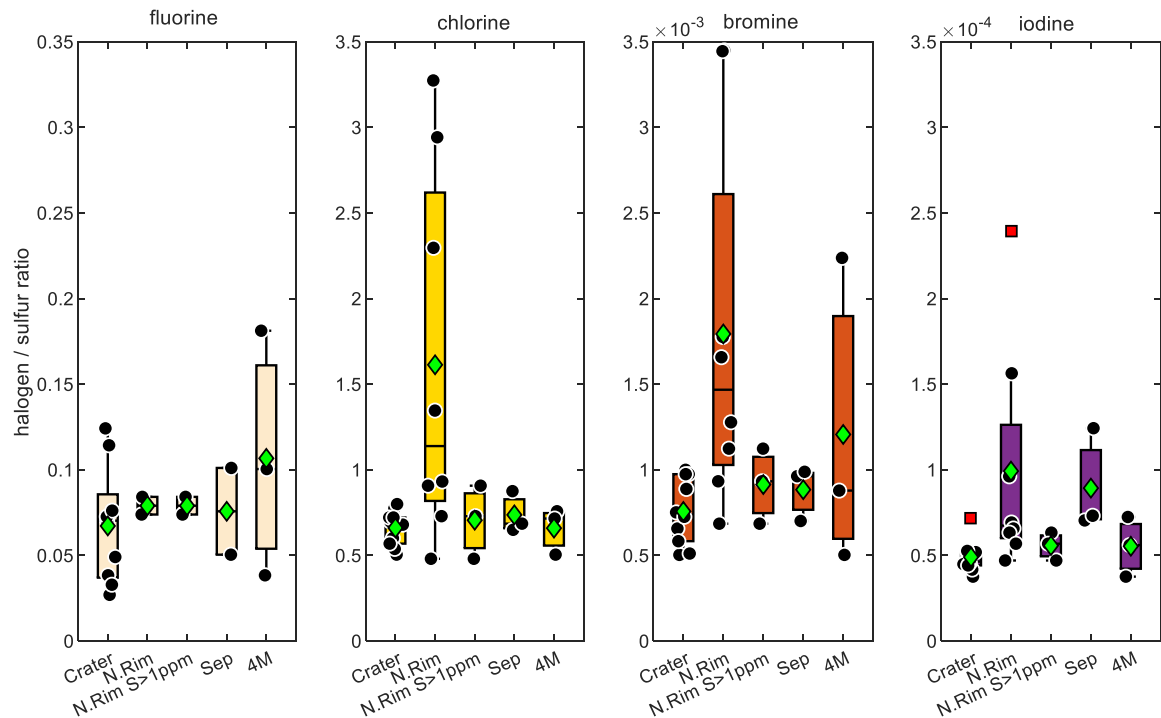 fluorine
chlorine
×10⁻³ bromine
×10⁻⁴ iodine
halogen / sulfur ratio
0.35
0.3
0.25
0.2
0.15
0.1
0.05
0
3.5
3
2.5
2
1.5
1
0.5
0
3.5
3
2.5
2
1.5
1
0.5
0
3.5
3
2.5
2
1.5
1
0.5
0
Crater
N.Rim
N.Rim S>1ppm
Sep
4M
Crater
N.Rim
N.Rim S>1ppm
Sep
4M
Crater
N.Rim
N.Rim S>1ppm
Sep
4M
Crater
N.Rim
N.Rim S>1ppm
Sep
4M